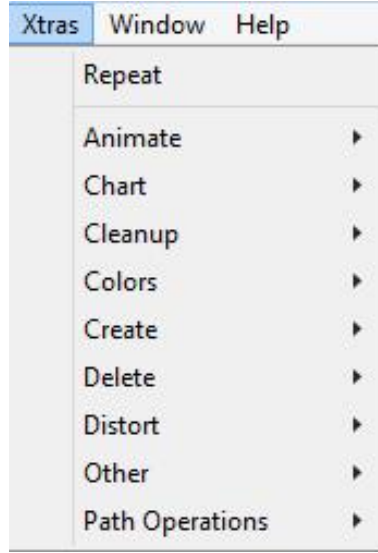 Xtras Window Help
Repeat
Animate
Chart
Cleanup
Colors
Create
Delete
Distort
Other
Path Operations